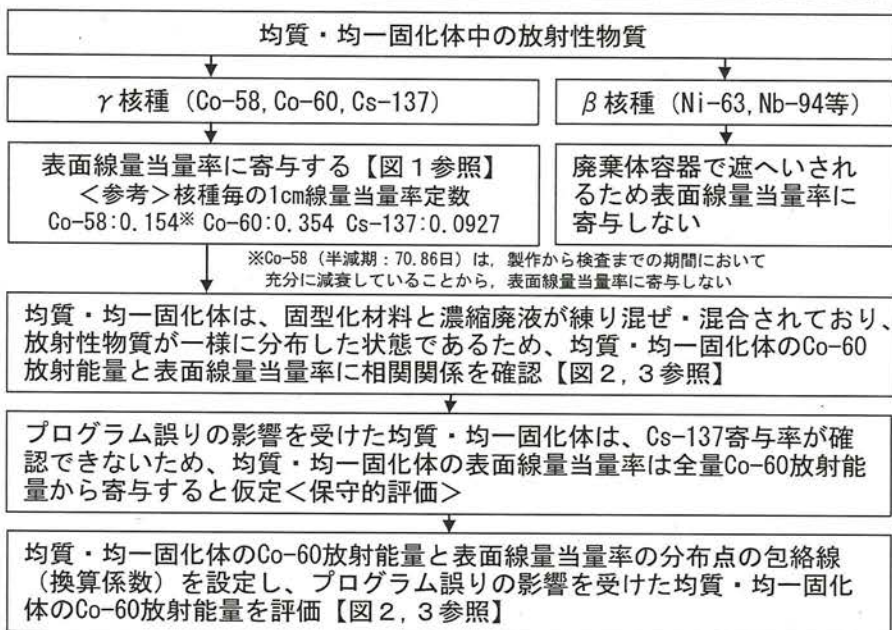 均質・均一固化体中の放射性物質
γ核種（Co-58,Co-60,Cs-137）
β核種（Ni-63,Nb-94等）
表面線量当量率に寄与する【図１参照】
＜参考＞核種毎の1cm線量当量率定数
Co-58:0.154※ Co-60:0.354 Cs-137:0.0927
廃棄体容器で遮へいされ
るため表面線量当量率に
寄与しない
※Co-58（半減期：70.86日）は，製作から検査までの期間において
充分に減衰していることから，表面線量当量率に寄与しない
均質・均一固化体は、固型化材料と濃縮廃液が練り混ぜ・混合されており、
放射性物質が一様に分布した状態であるため、均質・均一固化体のCo-60
放射能量と表面線量当量率に相関関係を確認【図２,３参照】
プログラム誤りの影響を受けた均質・均一固化体は、Cs-137寄与率が確
認できないため、均質・均一固化体の表面線量当量率は全量Co-60放射能
量から寄与すると仮定＜保守的評価＞
均質・均一固化体のCo-60放射能量と表面線量当量率の分布点の包絡線
（換算係数）を設定し、プログラム誤りの影響を受けた均質・均一固化
体のCo-60放射能量を評価【図２,３参照】